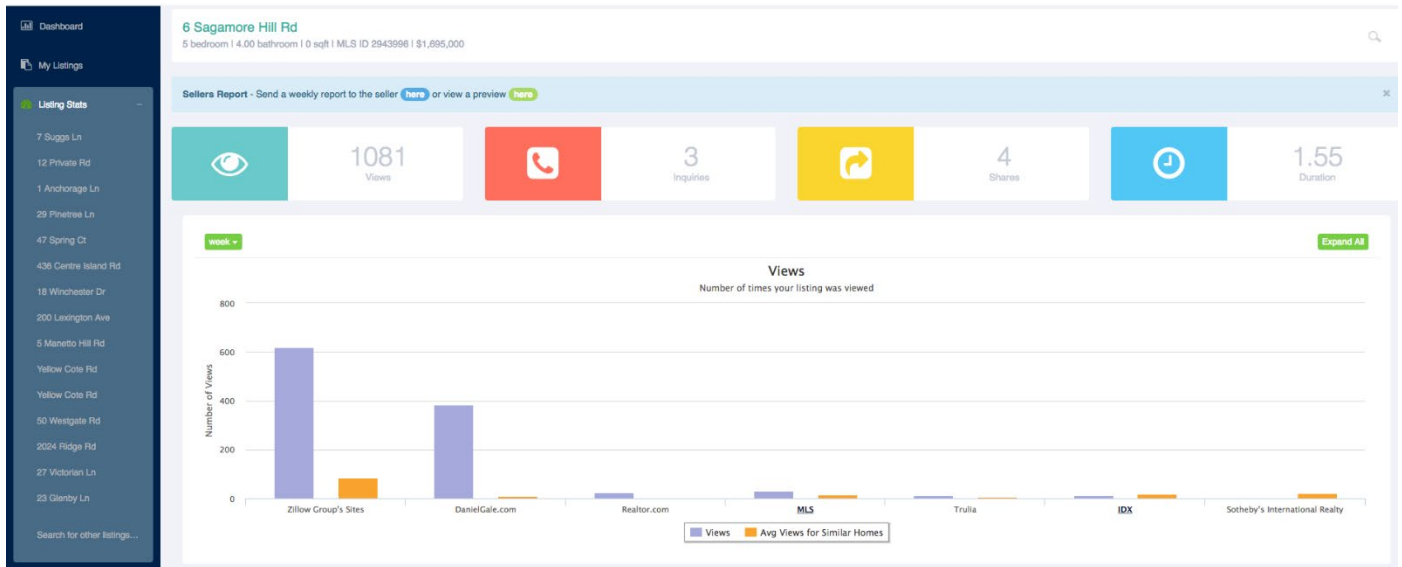 Dashboard
My Listings
Listing Stats
7 Suggs Ln
12 Private Rd
1 Anchorage Ln
29 Pinetree Ln
47 Spring Ct
436 Centre Island Rd
18 Winchester Dr
200 Lexington Ave
5 Manetto Hill Rd
Yellow Cote Rd
Yellow Cote Rd
50 Westgate Rd
2024 Ridge Rd
27 Victorian Ln
23 Glenby Ln
Search for other listings...
6 Sagamore Hill Rd
5 bedroom | 4.00 bathroom | 0 sqft | MLS ID 2943996 | $1,695,000
Sellers Report - Send a weekly report to the seller here or view a preview here
1081
Views
3
Inquiries
4
Shares
1.55
Duration
week
Expand All
Views
Number of times your listing was viewed
Number of Views
800
600
400
200
0
Zillow Group's Sites
DanielGale.com
Realtor.com
MLS
Trulia
IDX
Sotheby's International Realty
Views
Avg Views for Similar Homes